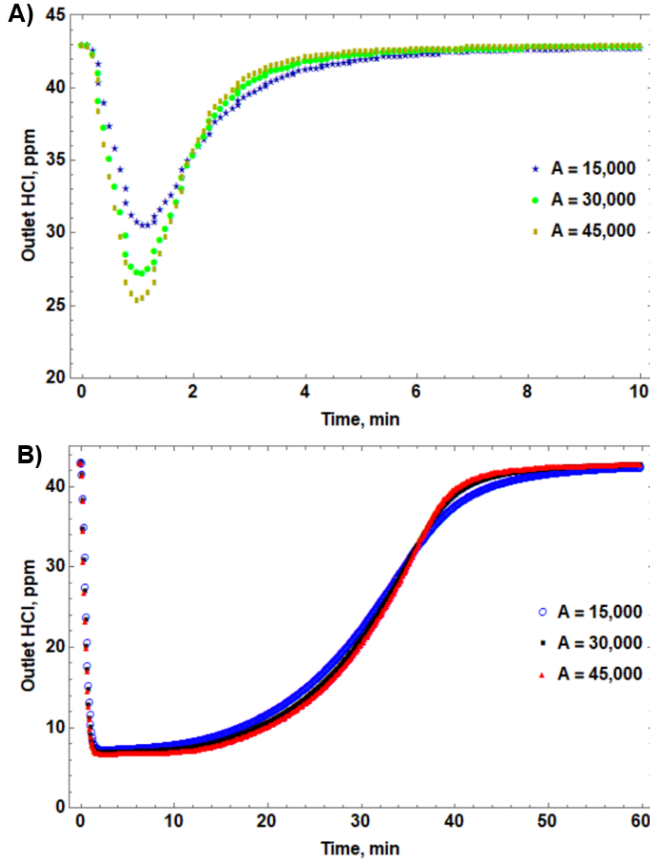 A)
45
40
35
30
25
20
Outlet HCl, ppm
A = 15,000
A = 30,000
A = 45,000
0 2 4 6 8 10
Time, min
B)
40
30
20
10
0
Outlet HCl, ppm
A = 15,000
A = 30,000
A = 45,000
0 10 20 30 40 50 60
Time, min